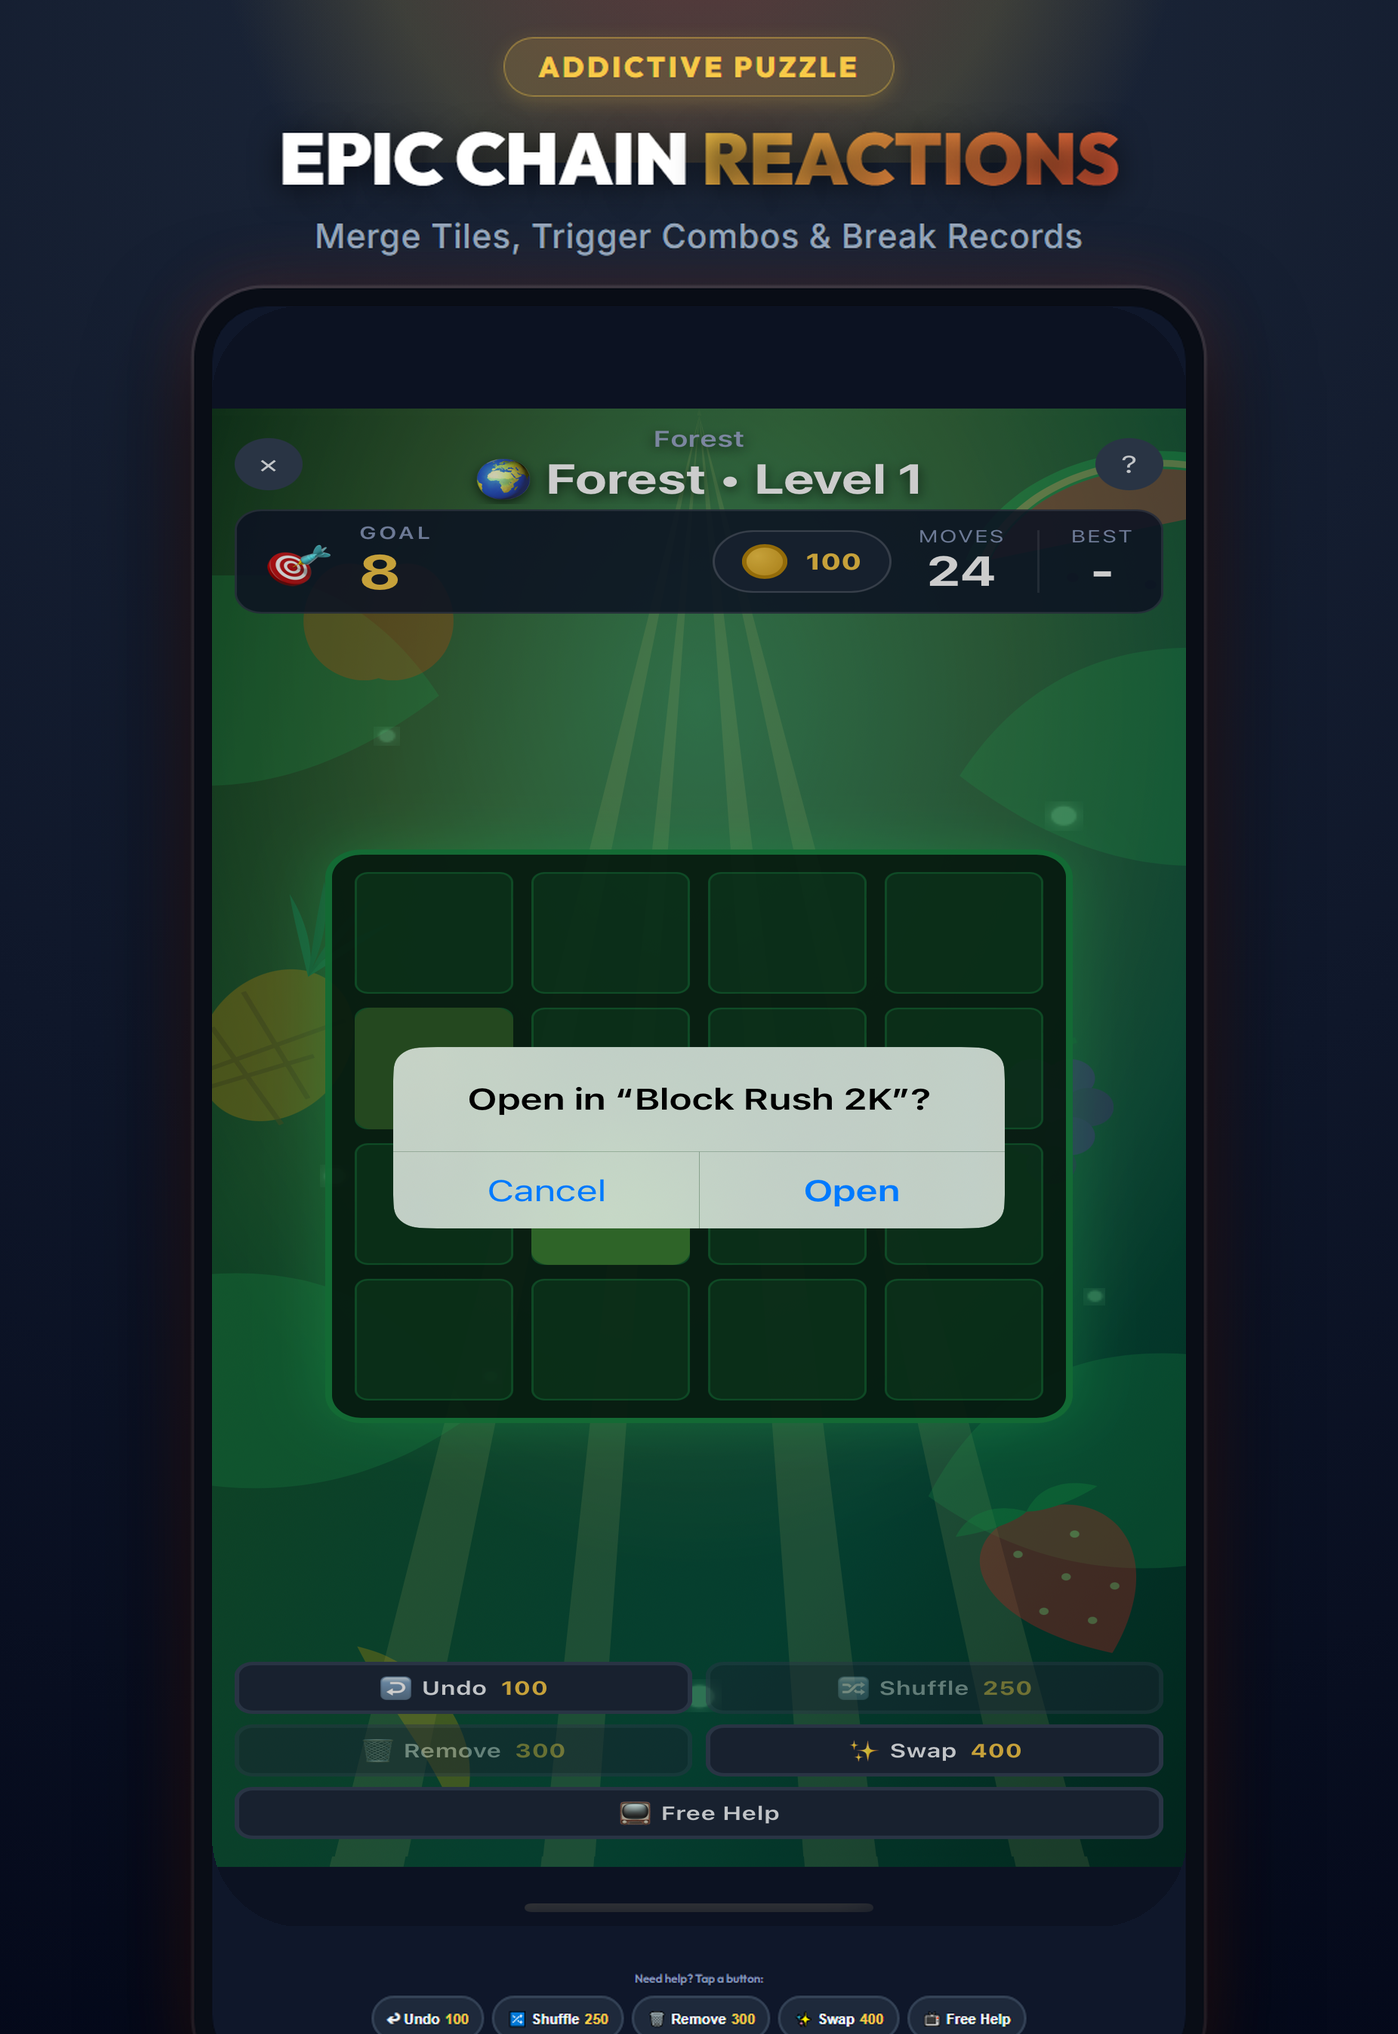 ADDICTIVE PUZZLE
EPIC CHAIN REACTIONS
Merge Tiles, Trigger Combos & Break Records
Forest
× Forest • Level 1 ?
GOAL MOVES BEST
8 100 24 -
Open in “Block Rush 2K”?
Cancel Open
Undo 100 Shuffle 250
Remove 300 Swap 400
Free Help
Need help? Tap a button:
Undo 100 Shuffle 250 Remove 300 Swap 400 Free Help